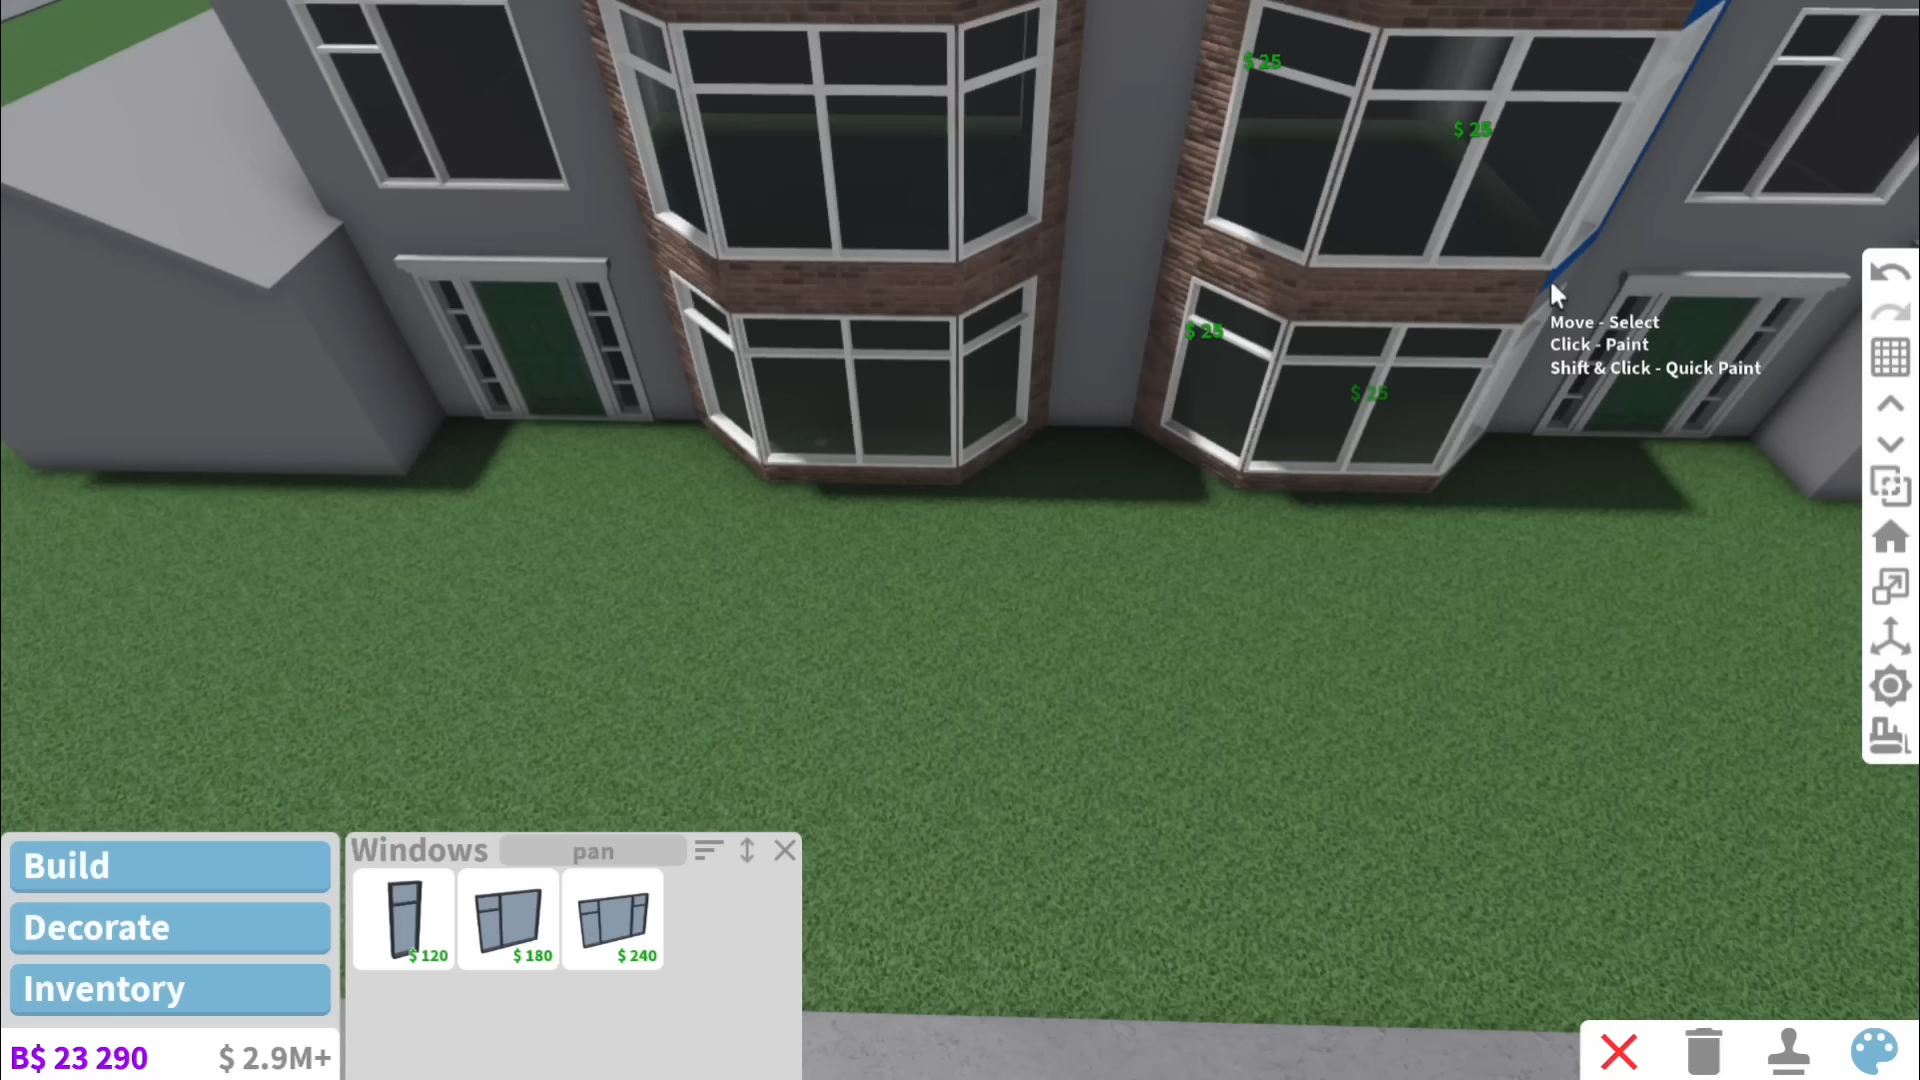 $ 25
$ 25
$ 25
$ 25
Move - Select
Click - Paint
Shift & Click - Quick Paint
Build
Decorate
Inventory
B$ 23 290
$ 2.9M+
Windows
pan
$ 120
$ 180
$ 240